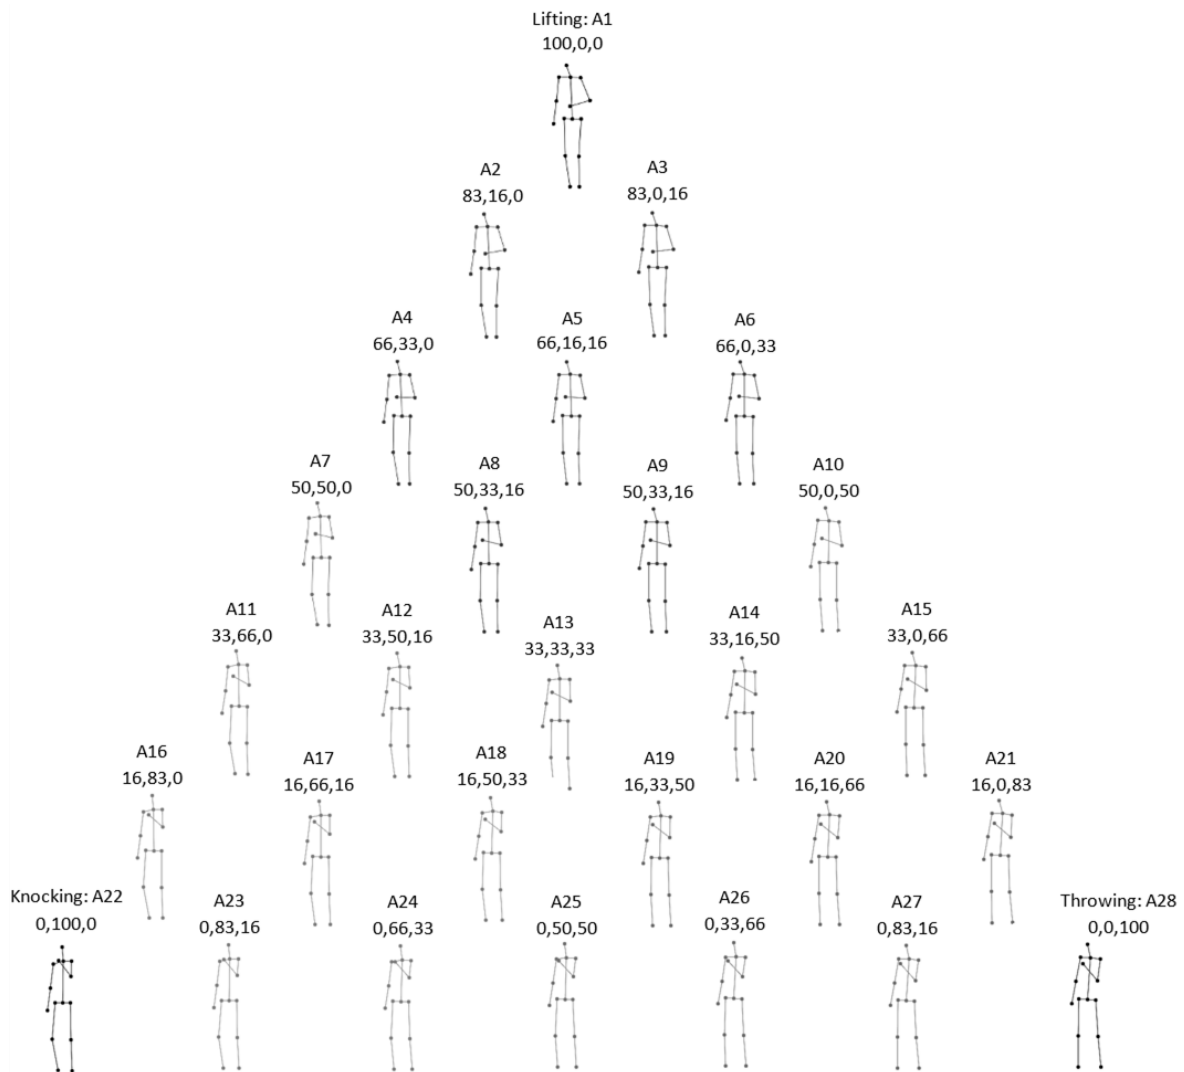 Lifting: A1
100,0,0
A2
83,16,0
A3
83,0,16
A4
66,33,0
A5
66,16,16
A6
66,0,33
A7
50,50,0
A8
50,33,16
A9
50,33,16
A10
50,0,50
A11
33,66,0
A12
33,50,16
A13
33,33,33
A14
33,16,50
A15
33,0,66
A16
16,83,0
A17
16,66,16
A18
16,50,33
A19
16,33,50
A20
16,16,66
A21
16,0,83
Knocking: A22
0,100,0
A23
0,83,16
A24
0,66,33
A25
0,50,50
A26
0,33,66
A27
0,83,16
Throwing: A28
0,0,100